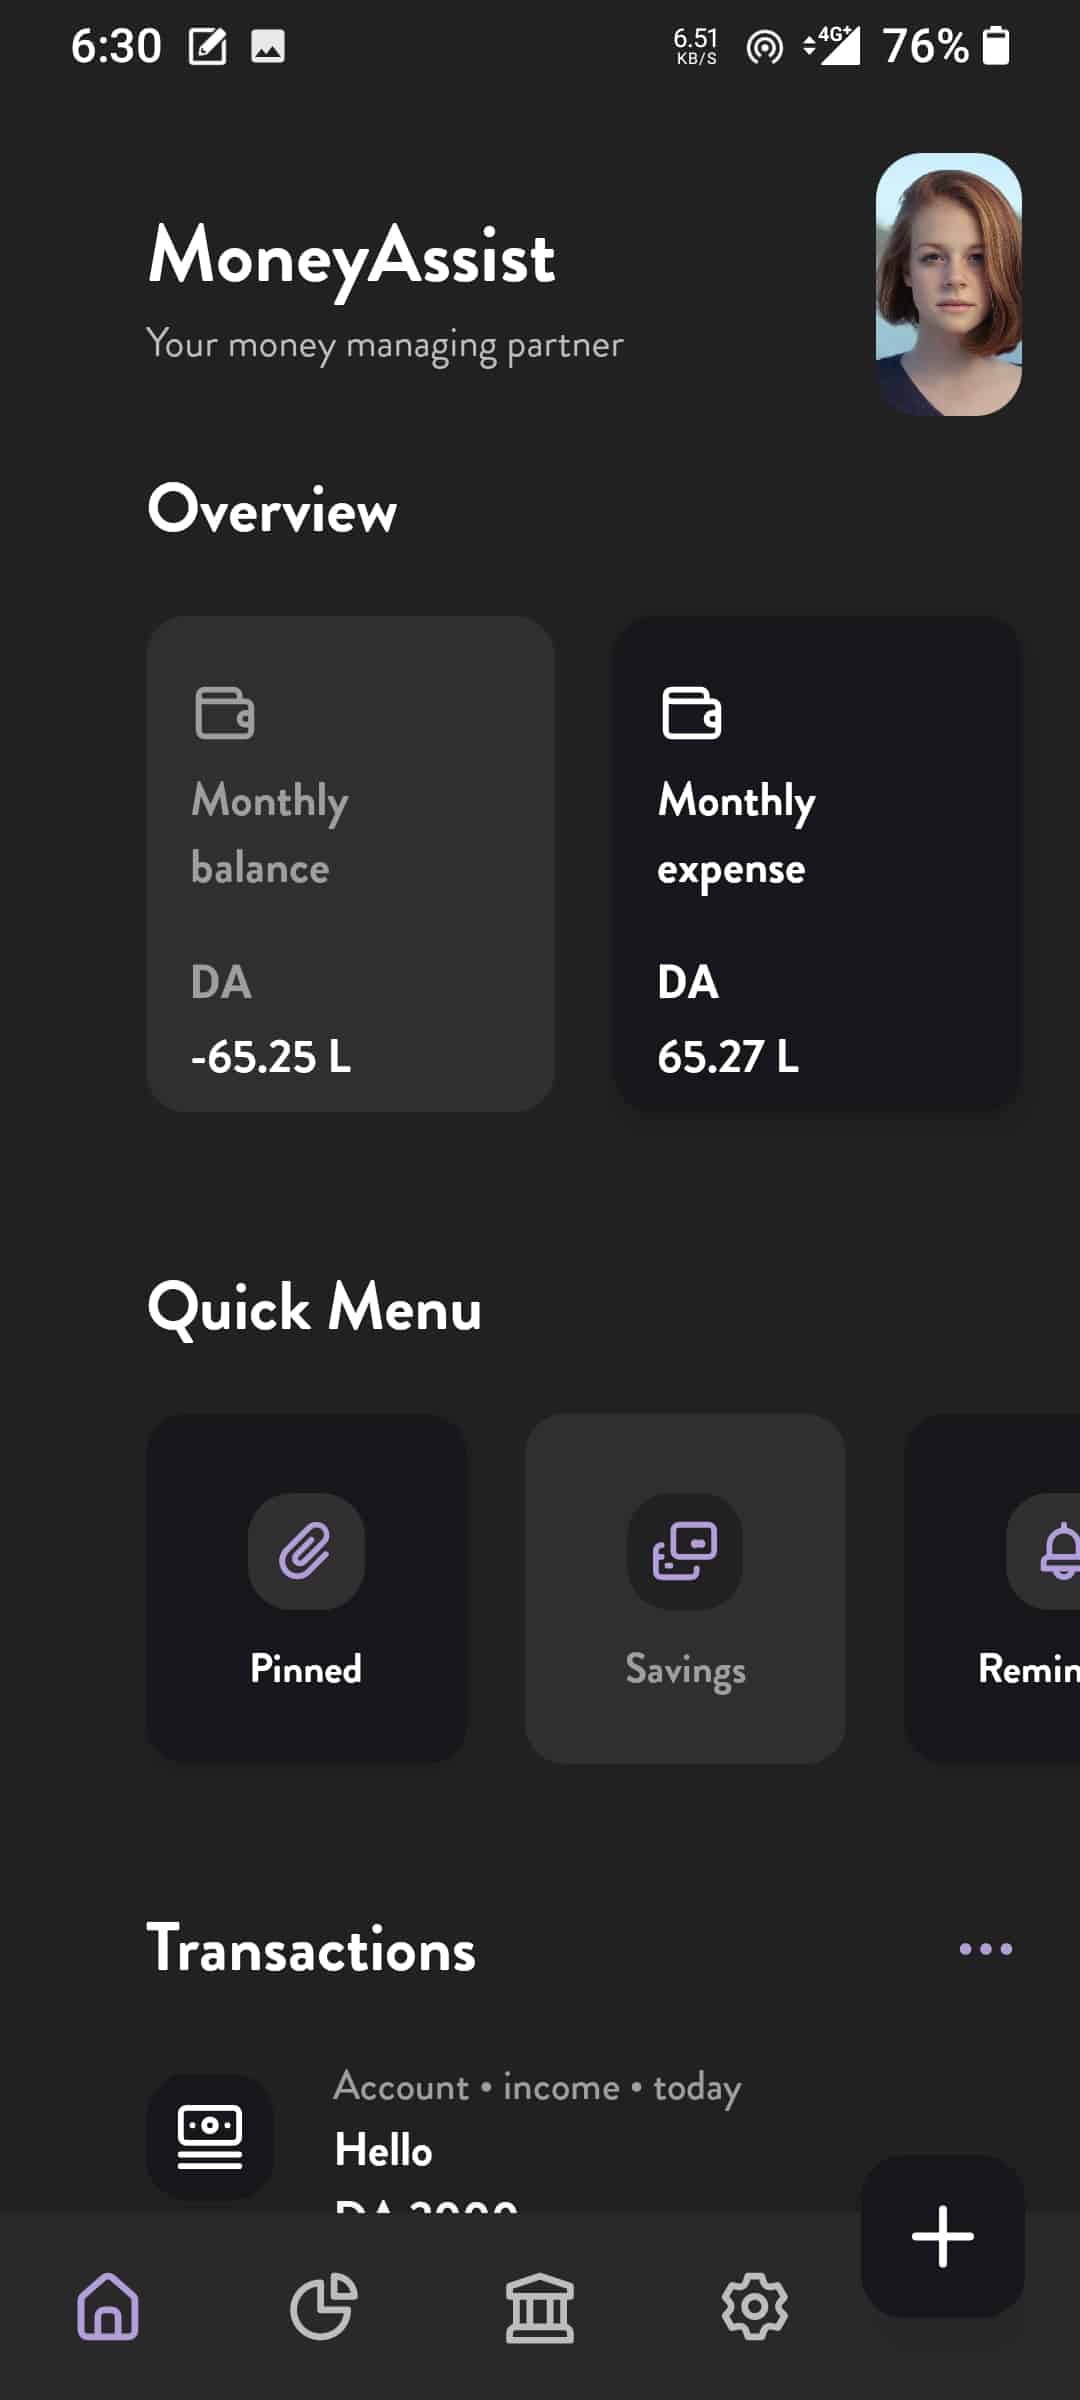 6:30
6.51
KB/S
4G+
76%
MoneyAssist
Your money managing partner
Overview
Monthly
balance
DA
-65.25 L
Monthly
expense
DA
65.27 L
Quick Menu
Pinned
Savings
Remin
Transactions
Account • income • today
Hello